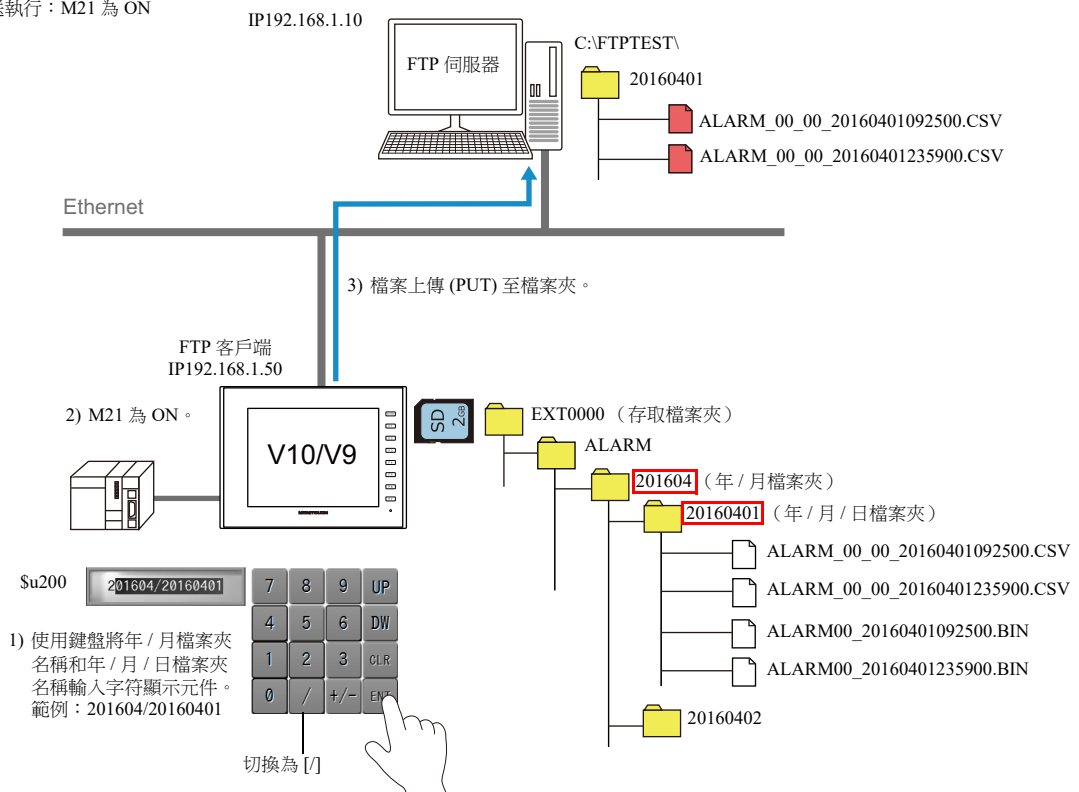 執行：M21 為 ON
IP192.168.1.10
FTP 伺服器
C:\FTPTEST\
20160401
ALARM_00_00_20160401092500.CSV
ALARM_00_00_20160401235900.CSV
Ethernet
3) 檔案上傳 (PUT) 至檔案夾。
FTP 客戶端
IP192.168.1.50
2) M21 為 ON。
V10/V9
SD
2GB
EXT0000 （存取檔案夾）
ALARM
201604 （年 / 月檔案夾）
20160401 （年 / 月 / 日檔案夾）
ALARM_00_00_20160401092500.CSV
ALARM_00_00_20160401235900.CSV
ALARM00_20160401092500.BIN
ALARM00_20160401235900.BIN
20160402
$u200
201604/20160401
7 8 9 UP
4 5 6 DW
1 2 3 CLR
0 / +/- ENT
1) 使用鍵盤將年 / 月檔案夾
名稱和年 / 月 / 日檔案夾
名稱輸入字符顯示元件。
範例：201604/20160401
切換為 [/]